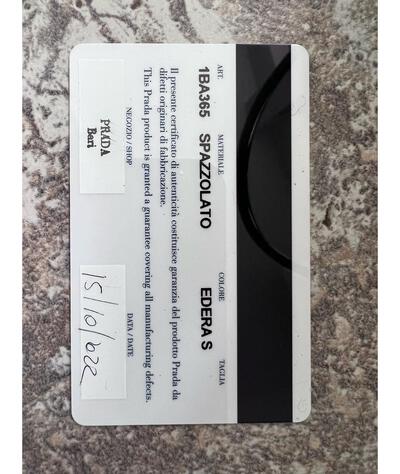 ART. MATERIALE COLORE TAGLIA
1BA365 SPAZZOLATO EDERA S
Il presente certificato di autenticità costituisce garanzia del prodotto Prada da
difetti originari di fabbricazione.
This Prada product is granted a guarantee covering all manufacturing defects.
NEGOZIO / SHOP DATA / DATE
PRADA
Bari
15/10/2022